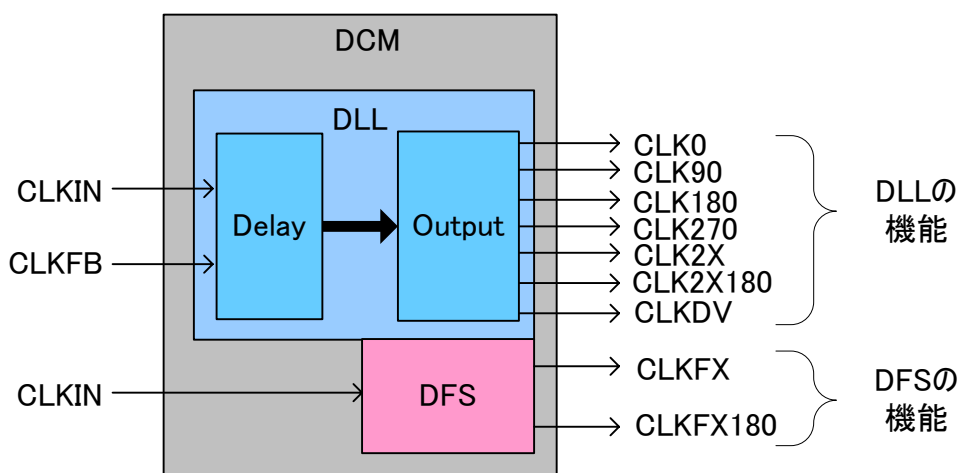 DCM
DLL
CLKIN
CLKFB
Delay
Output
CLK0
CLK90
CLK180
CLK270
CLK2X
CLK2X180
CLKDV
DLLの
機能
CLKIN
DFS
CLKFX
CLKFX180
DFSの
機能